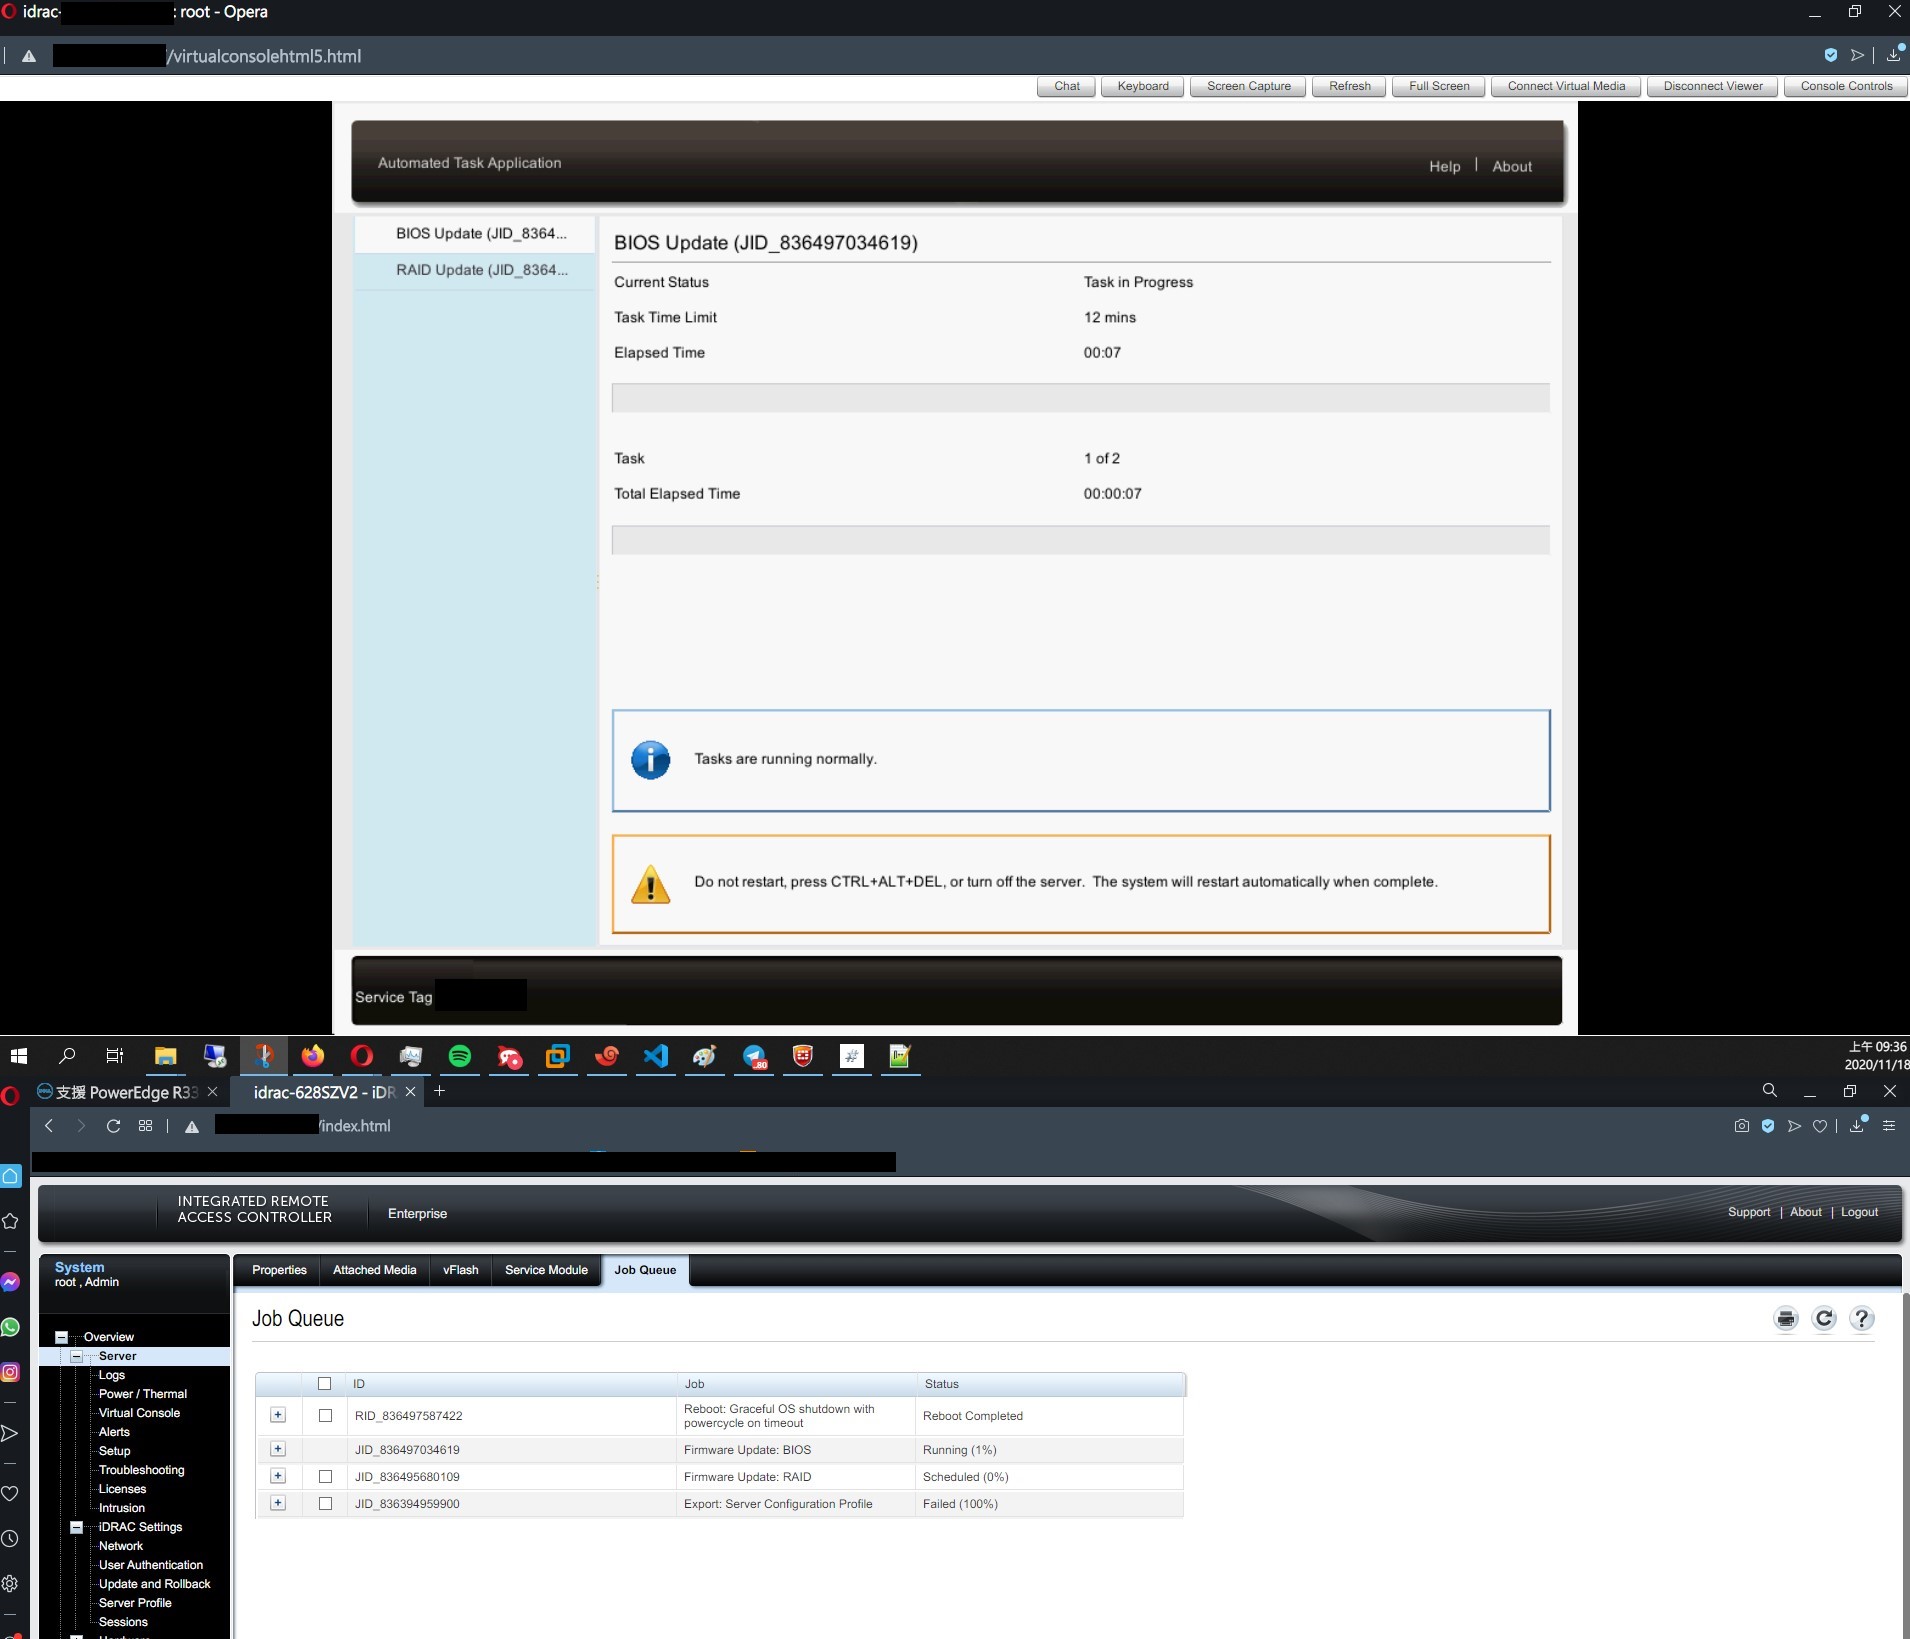 idrac-
: root - Opera
/virtualconsolehtml5.html
Chat
Keyboard
Screen Capture
Refresh
Full Screen
Connect Virtual Media
Disconnect Viewer
Console Controls
Automated Task Application
Help | About
BIOS Update (JID_8364...
RAID Update (JID_8364...
BIOS Update (JID_836497034619)
Current Status Task in Progress
Task Time Limit 12 mins
Elapsed Time 00:07
Task 1 of 2
Total Elapsed Time 00:00:07
Tasks are running normally.
Do not restart, press CTRL+ALT+DEL, or turn off the server. The system will restart automatically when complete.
Service Tag
80
上午 09:36
2020/11/18
支援 PowerEdge R33
idrac-628SZV2 - iDR
/index.html
INTEGRATED REMOTE
ACCESS CONTROLLER
Enterprise
Support | About | Logout
System
root , Admin
Properties
Attached Media
vFlash
Service Module
Job Queue
Job Queue
Overview
Server
Logs
Power / Thermal
Virtual Console
Alerts
Setup
Troubleshooting
Licenses
Intrusion
iDRAC Settings
Network
User Authentication
Update and Rollback
Server Profile
Sessions
ID Job Status
RID_836497587422 Reboot: Graceful OS shutdown with powercycle on timeout Reboot Completed
JID_836497034619 Firmware Update: BIOS Running (1%)
JID_836495680109 Firmware Update: RAID Scheduled (0%)
JID_836394959900 Export: Server Configuration Profile Failed (100%)